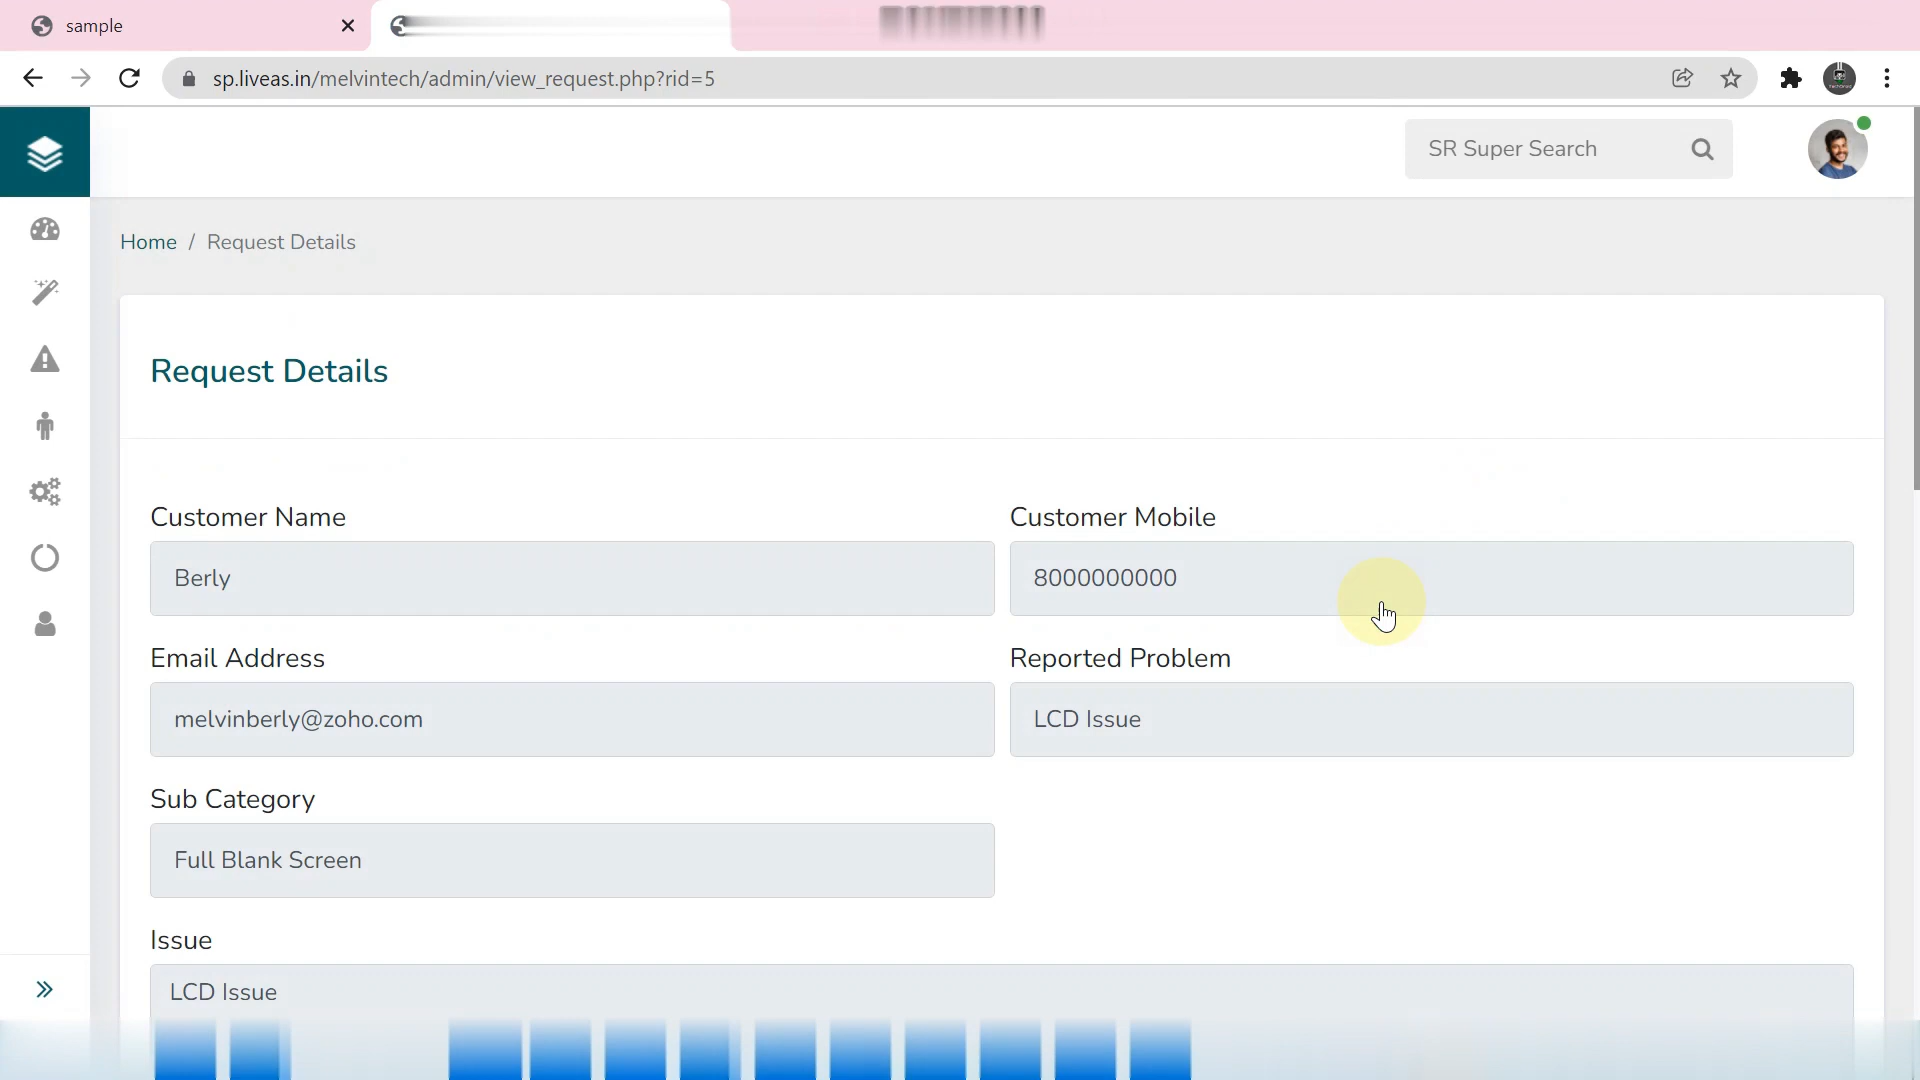 sample
sp.liveas.in/melvintech/admin/view_request.php?rid=5
SR Super Search
Home / Request Details
Request Details
Customer Name
Customer Mobile
Berly
8000000000
Email Address
Reported Problem
melvinberly@zoho.com
LCD Issue
Sub Category
Full Blank Screen
Issue
LCD Issue